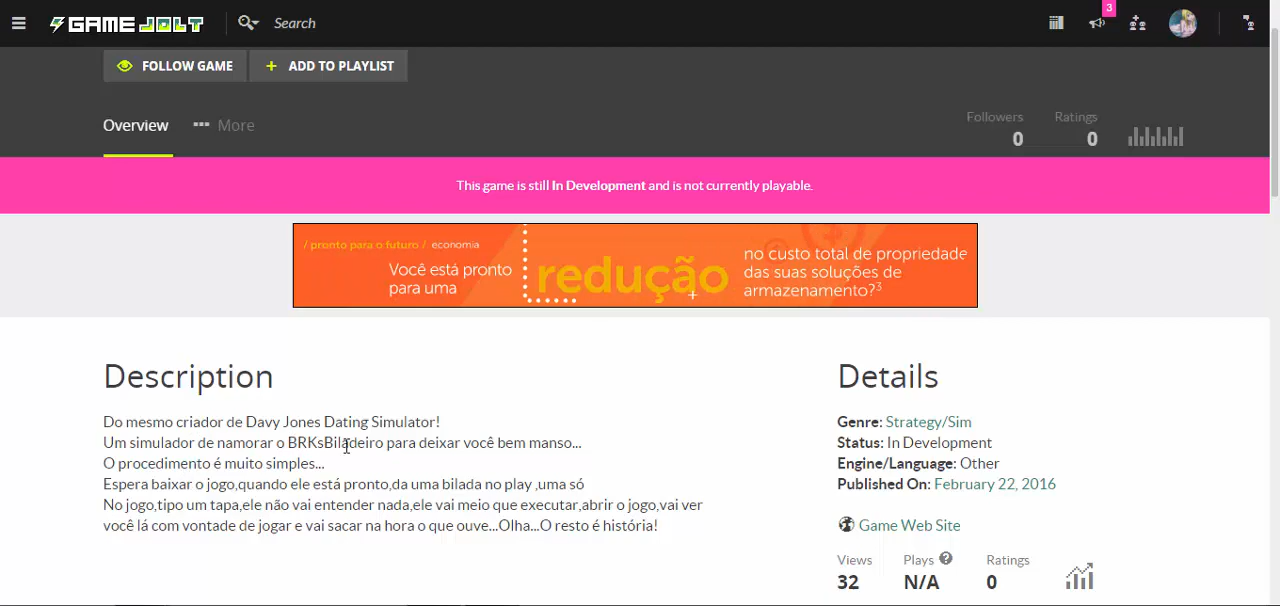 GAME JOLT
Search
3
FOLLOW GAME
+ ADD TO PLAYLIST
Overview
More
Followers
0
Ratings
0
This game is still In Development and is not currently playable.
/ pronto para o futuro / economia
Você está pronto
para uma
redução
no custo total de propriedade
das suas soluções de
armazenamento?³
Description
Do mesmo criador de Davy Jones Dating Simulator!
Um simulador de namorar o BRKsBiladeiro para deixar você bem manso...
O procedimento é muito simples...
Espera baixar o jogo,quando ele está pronto,da uma bilada no play ,uma só
No jogo,tipo um tapa,ele não vai entender nada,ele vai meio que executar,abrir o jogo,vai ver
você lá com vontade de jogar e vai sacar na hora o que ouve...Olha...O resto é história!
Details
Genre: Strategy/Sim
Status: In Development
Engine/Language: Other
Published On: February 22, 2016
Game Web Site
Views
32
Plays ?
N/A
Ratings
0